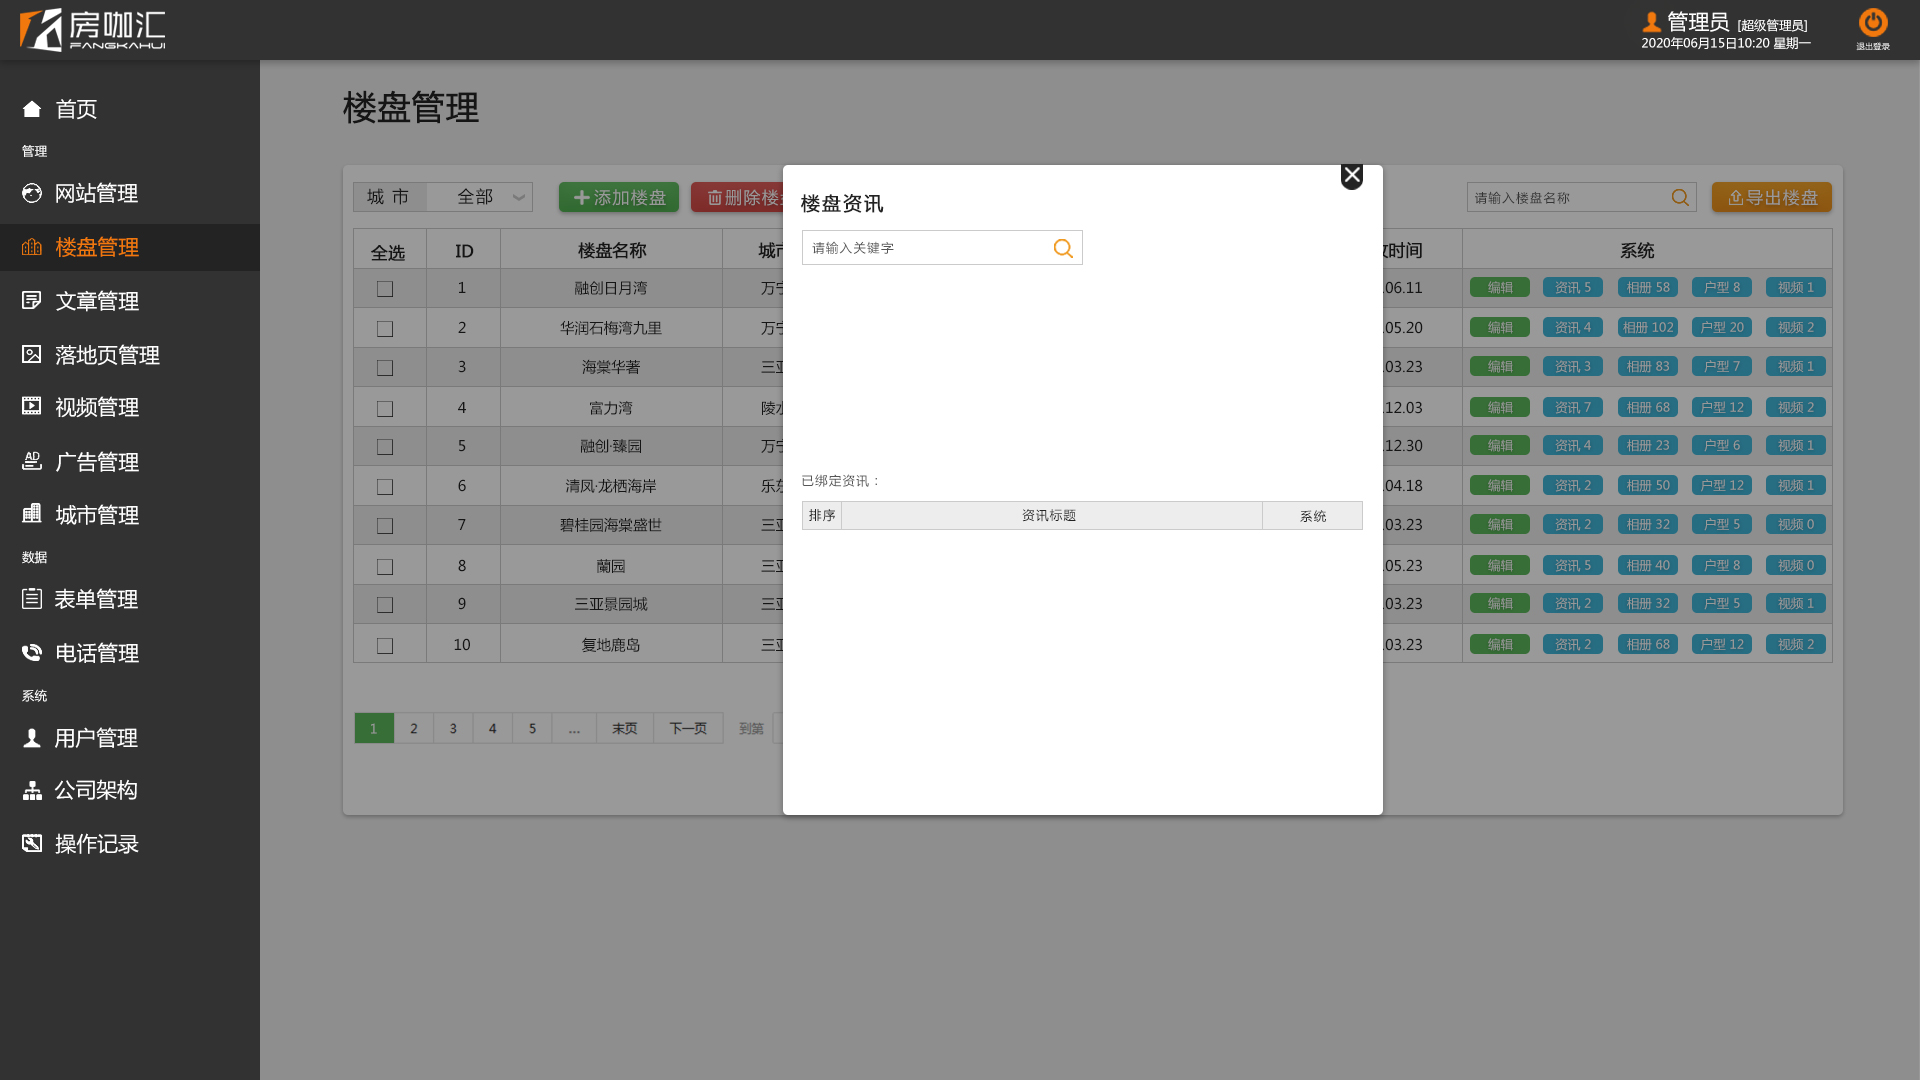 房咖汇
FANGKAHUI
管理员 [超级管理员]
2020年06月15日10:20 星期一
退出登录
首页
管理
网站管理
楼盘管理
文章管理
落地页管理
视频管理
AD
广告管理
城市管理
数据
表单管理
电话管理
系统
用户管理
公司架构
操作记录
楼盘管理
城 市 全部 添加楼盘 删除楼 请输入楼盘名称 导出楼盘
全选 ID 楼盘名称 城市 时间 系统
1 融创日月湾 万宁 .06.11 编辑 资讯 5 相册 58 户型 8 视频 1
2 华润石梅湾九里 万宁 .05.20 编辑 资讯 4 相册 102 户型 20 视频 2
3 海棠华著 三亚 .03.23 编辑 资讯 3 相册 83 户型 7 视频 1
4 富力湾 陵水 .12.03 编辑 资讯 7 相册 68 户型 12 视频 2
5 融创·臻园 万宁 .12.30 编辑 资讯 4 相册 23 户型 6 视频 1
6 清凤·龙栖海岸 乐东 .04.18 编辑 资讯 2 相册 50 户型 12 视频 1
7 碧桂园海棠盛世 三亚 .03.23 编辑 资讯 2 相册 32 户型 5 视频 0
8 蘭园 三亚 .05.23 编辑 资讯 5 相册 40 户型 8 视频 0
9 三亚景园城 三亚 .03.23 编辑 资讯 2 相册 32 户型 5 视频 1
10 复地鹿岛 三亚 .03.23 编辑 资讯 2 相册 68 户型 12 视频 2
1 2 3 4 5 ... 末页 下一页 到第
楼盘资讯
请输入关键字
已绑定资讯：
排序 资讯标题 系统